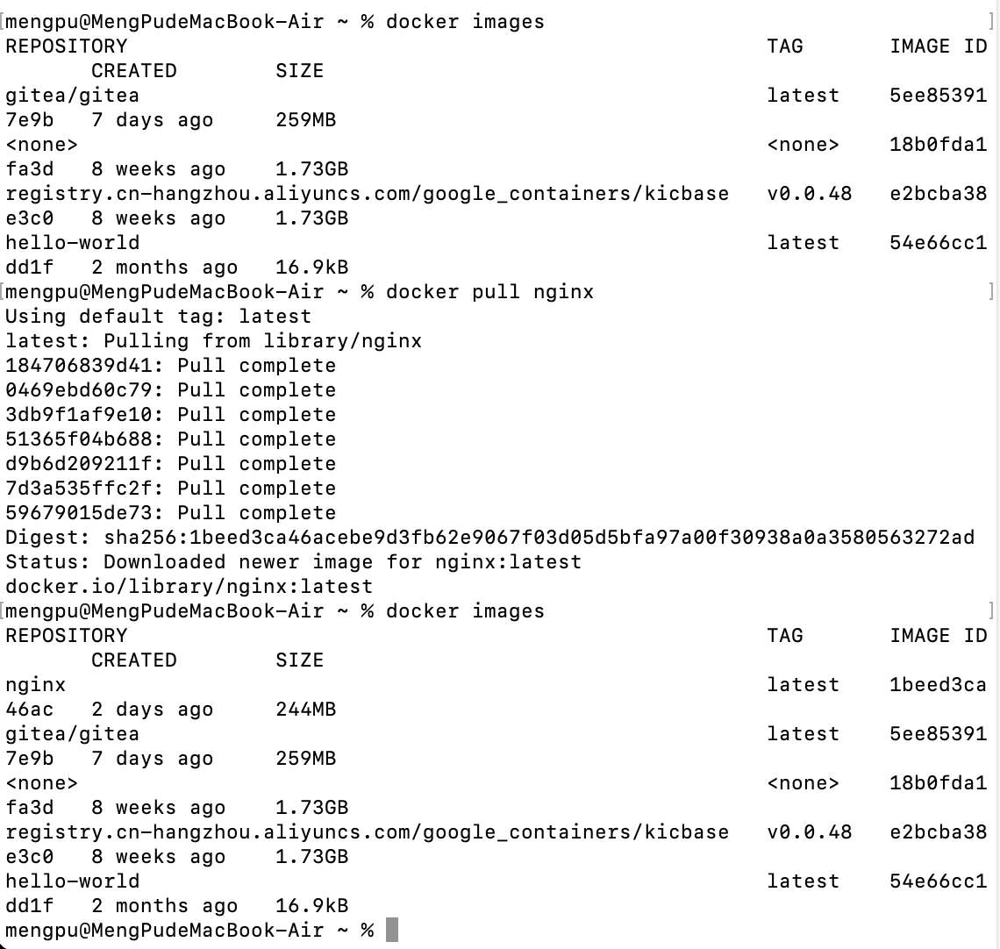 [mengpu@MengPudeMacBook-Air ~ % docker images ]
REPOSITORY TAG IMAGE ID
CREATED SIZE
gitea/gitea latest 5ee85391
7e9b 7 days ago 259MB
<none> <none> 18b0fda1
fa3d 8 weeks ago 1.73GB
registry.cn-hangzhou.aliyuncs.com/google_containers/kicbase v0.0.48 e2bcba38
e3c0 8 weeks ago 1.73GB
hello-world latest 54e66cc1
dd1f 2 months ago 16.9kB
[mengpu@MengPudeMacBook-Air ~ % docker pull nginx ]
Using default tag: latest
latest: Pulling from library/nginx
184706839d41: Pull complete
0469ebd60c79: Pull complete
3db9f1af9e10: Pull complete
51365f04b688: Pull complete
d9b6d209211f: Pull complete
7d3a535ffc2f: Pull complete
59679015de73: Pull complete
Digest: sha256:1beed3ca46acebe9d3fb62e9067f03d05d5bfa97a00f30938a0a3580563272ad
Status: Downloaded newer image for nginx:latest
docker.io/library/nginx:latest
[mengpu@MengPudeMacBook-Air ~ % docker images ]
REPOSITORY TAG IMAGE ID
CREATED SIZE
nginx latest 1beed3ca
46ac 2 days ago 244MB
gitea/gitea latest 5ee85391
7e9b 7 days ago 259MB
<none> <none> 18b0fda1
fa3d 8 weeks ago 1.73GB
registry.cn-hangzhou.aliyuncs.com/google_containers/kicbase v0.0.48 e2bcba38
e3c0 8 weeks ago 1.73GB
hello-world latest 54e66cc1
dd1f 2 months ago 16.9kB
mengpu@MengPudeMacBook-Air ~ %